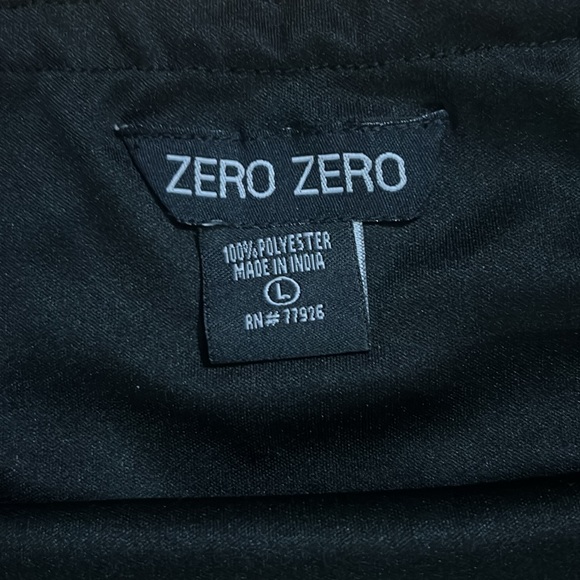 ZERO ZERO
100% POLYESTER
MADE IN INDIA
L
RN# 77926